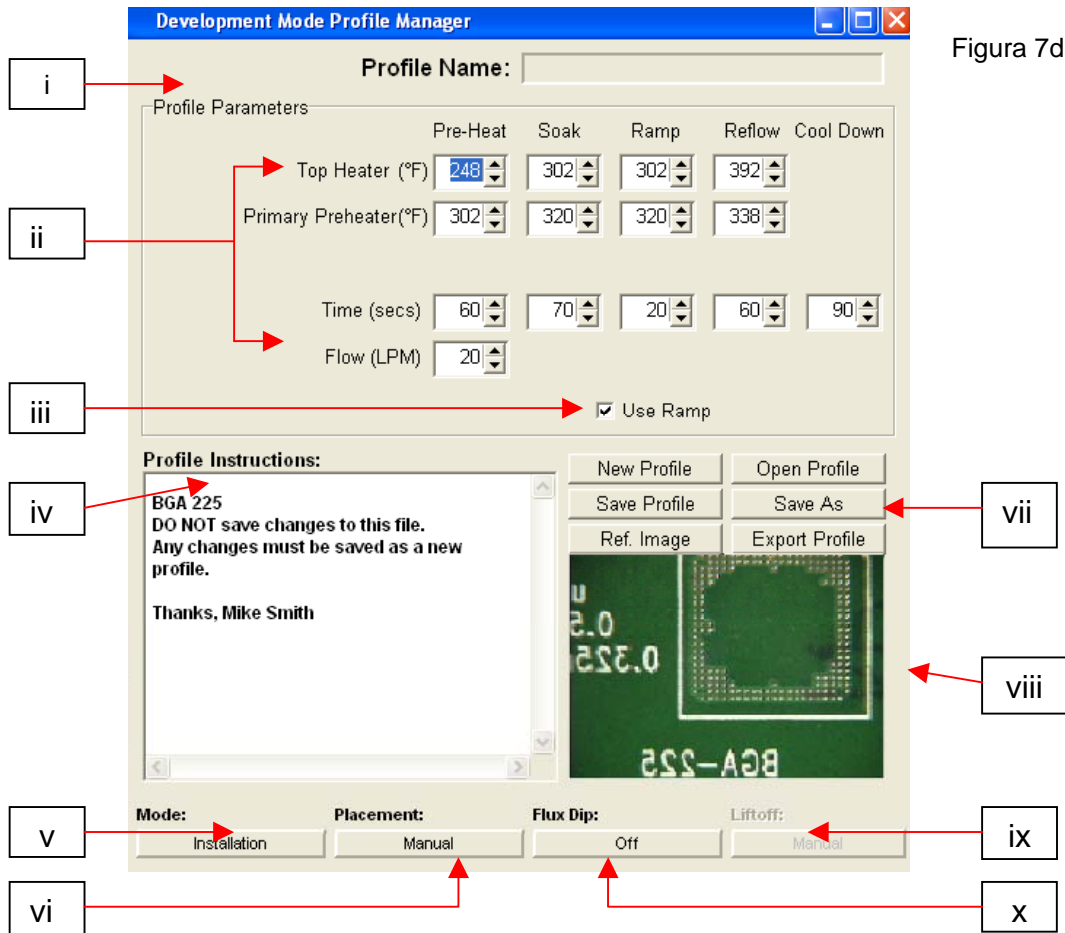 Development Mode Profile Manager
Figura 7d
i
Profile Name:
Profile Parameters
Pre-Heat Soak Ramp Reflow Cool Down
Top Heater (°F) 248 302 302 392
ii
Primary Preheater(°F) 302 320 320 338
Time (secs) 60 70 20 60 90
Flow (LPM) 20
iii
Use Ramp
Profile Instructions:
iv
BGA 225
DO NOT save changes to this file.
Any changes must be saved as a new
profile.
Thanks, Mike Smith
New Profile Open Profile
Save Profile Save As
vii
Ref. Image Export Profile
u
0.5
0.325
BGA-225
viii
Mode: Placement: Flux Dip: Liftoff:
v
Installation Manual Off Manual
ix
vi
x